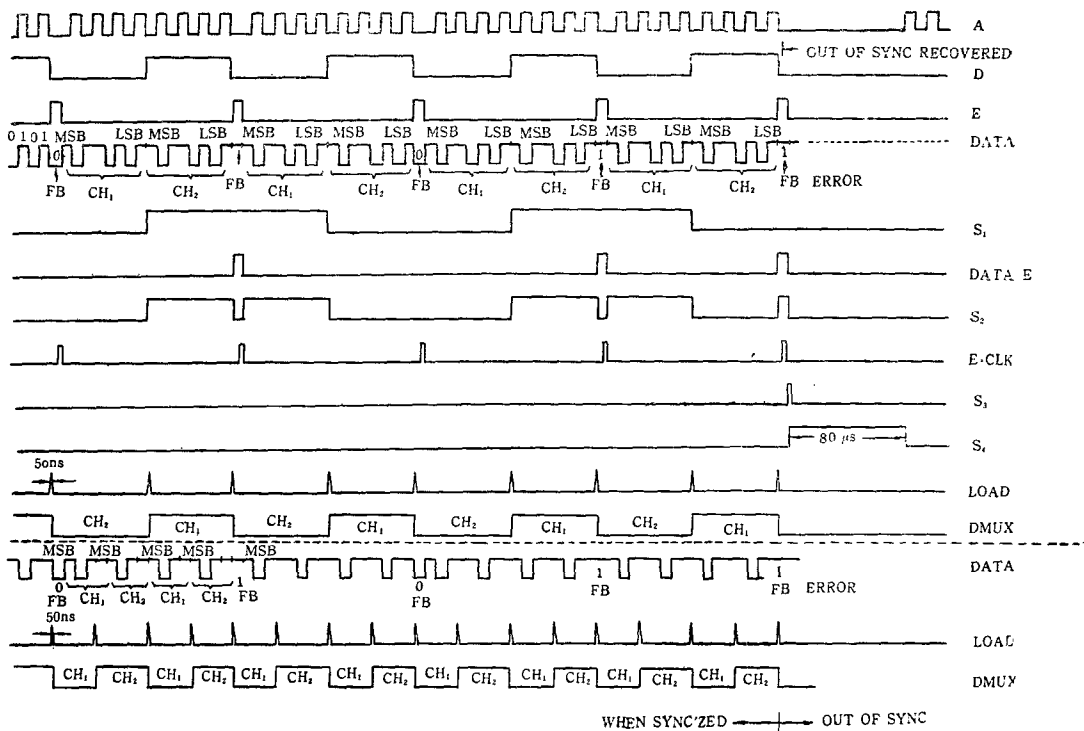 A
OUT OF SYNC RECOVERED
D
E
0 1 0 1 MSB LSB MSB LSB MSB LSB MSB LSB MSB LSB MSB LSB MSB LSB MSB LSB
DATA
0 1 0 1 1
FB CH₁ CH₂ FB CH₁ CH₂ FB CH₁ CH₂ FB CH₁ CH₂ FB ERROR
S₁
DATA E
S₂
E·CLK
S₃
80 μs
S₄
50ns
LOAD
CH₂ CH₁ CH₂ CH₁ CH₂ CH₁ CH₂ CH₁
DMUX
MSB MSB MSB MSB MSB
DATA
0 1 0 1 1
FB CH₁ CH₂ CH₁ CH₂ FB FB FB FB ERROR
50ns
LOAD
CH₁ CH₂ CH₁ CH₂ CH₁ CH₂ CH₁ CH₂ CH₁ CH₂ CH₁ CH₂ CH₁ CH₂ CH₁ CH₂
DMUX
WHEN SYNC'ZED OUT OF SYNC